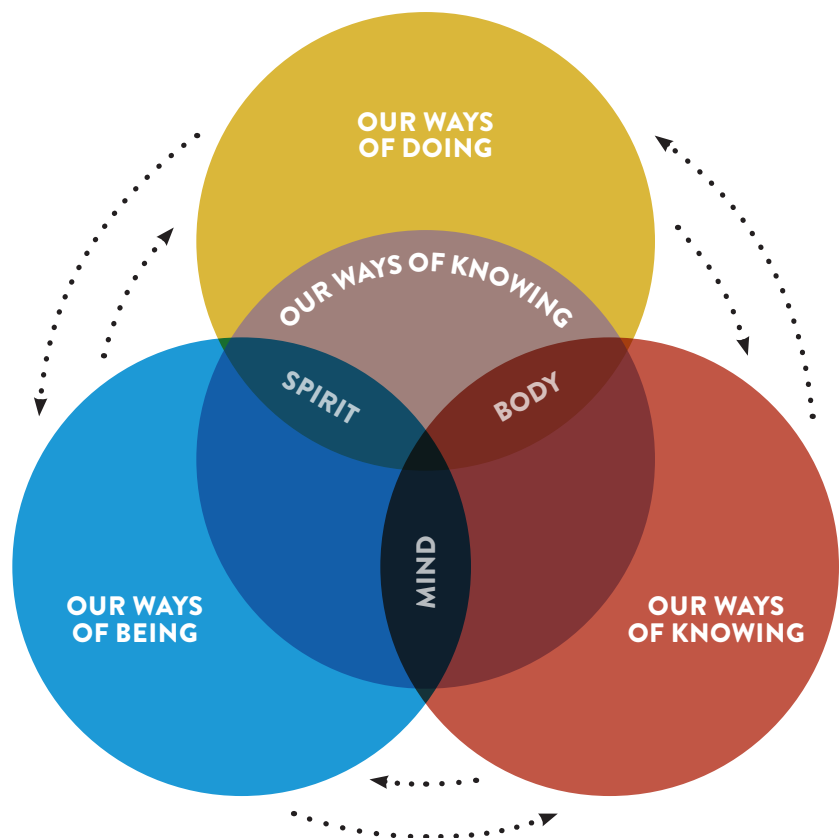 OUR WAYS
OF DOING
OUR WAYS OF KNOWING
SPIRIT
BODY
MIND
OUR WAYS
OF BEING
OUR WAYS
OF KNOWING